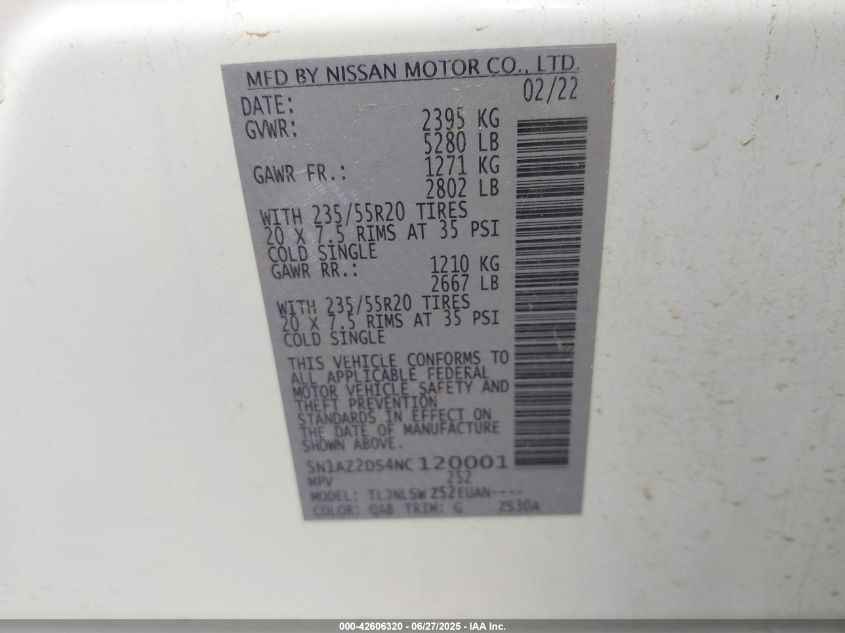 MFD BY NISSAN MOTOR CO., LTD.
DATE: 02/22
GVWR: 2395 KG
5280 LB
GAWR FR.: 1271 KG
2802 LB
WITH 235/55R20 TIRES
20 X 7.5 RIMS AT 35 PSI
COLD SINGLE
GAWR RR.: 1210 KG
2667 LB
WITH 235/55R20 TIRES
20 X 7.5 RIMS AT 35 PSI
COLD SINGLE
THIS VEHICLE CONFORMS TO
ALL APPLICABLE FEDERAL
MOTOR VEHICLE SAFETY AND
THEFT PREVENTION
STANDARDS IN EFFECT ON
THE DATE OF MANUFACTURE
SHOWN ABOVE.
5N1AZ2DS4NC120001
MPV 252
MODEL: TLJNLSW Z52EUAN----
COLOR: QAB TRIM: G ZS30A
000-42606320 | 06/27/2025 - IAA Inc.